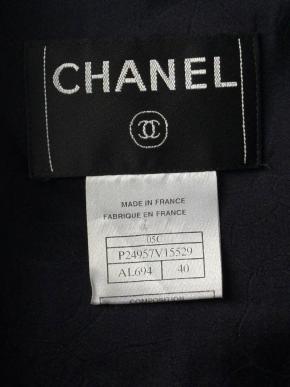 CHANEL
MADE IN FRANCE
FABRIQUE EN FRANCE
05C
P24957V15529
AL694 40
COMPOSITION